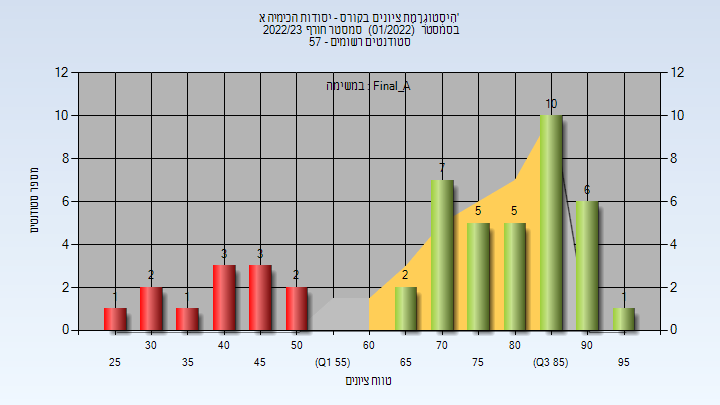 היסטוגרמת ציונים בקורס - יסודות הכימיה א'
בסמסטר (01/2022) סמסטר חורף 2022/23
סטודנטים רשומים - 57
במשימה : Final_A
מספר סטודנטים
12 12
10 10
8 8
6 6
4 4
2 2
0 0
1 2 1 3 3 2 2 7 5 5 10 6 1
30 40 50 60 70 80 90
25 35 45 (Q1 55) 65 75 (Q3 85) 95
טווח ציונים